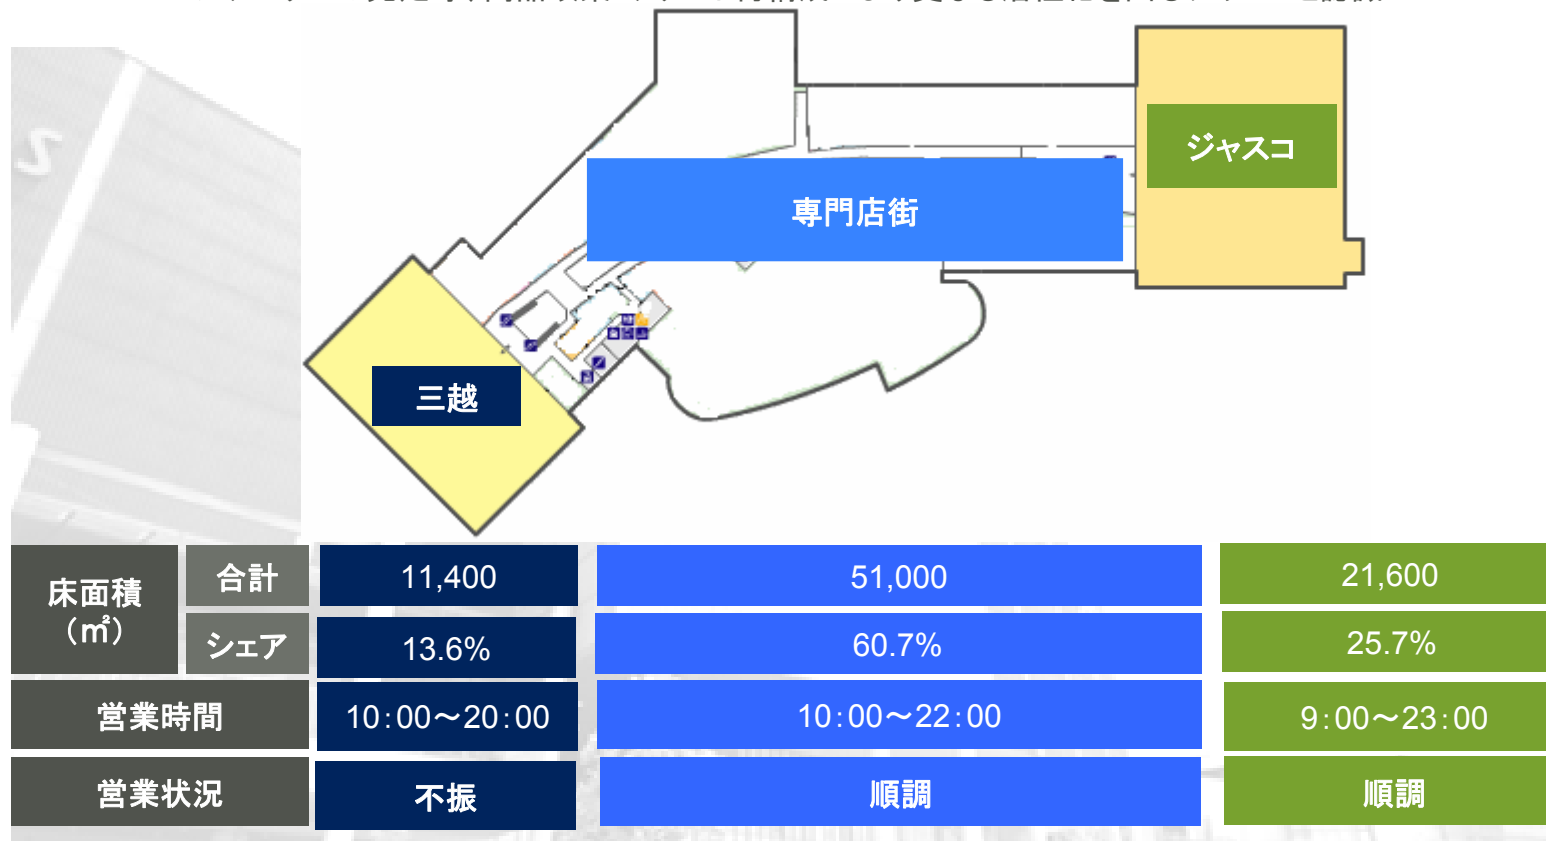 ジャスコ
専門店街
三越
床面積
(㎡)
合計
11,400
51,000
21,600
シェア
13.6%
60.7%
25.7%
営業時間
10:00～20:00
10:00～22:00
9:00～23:00
営業状況
不振
順調
順調